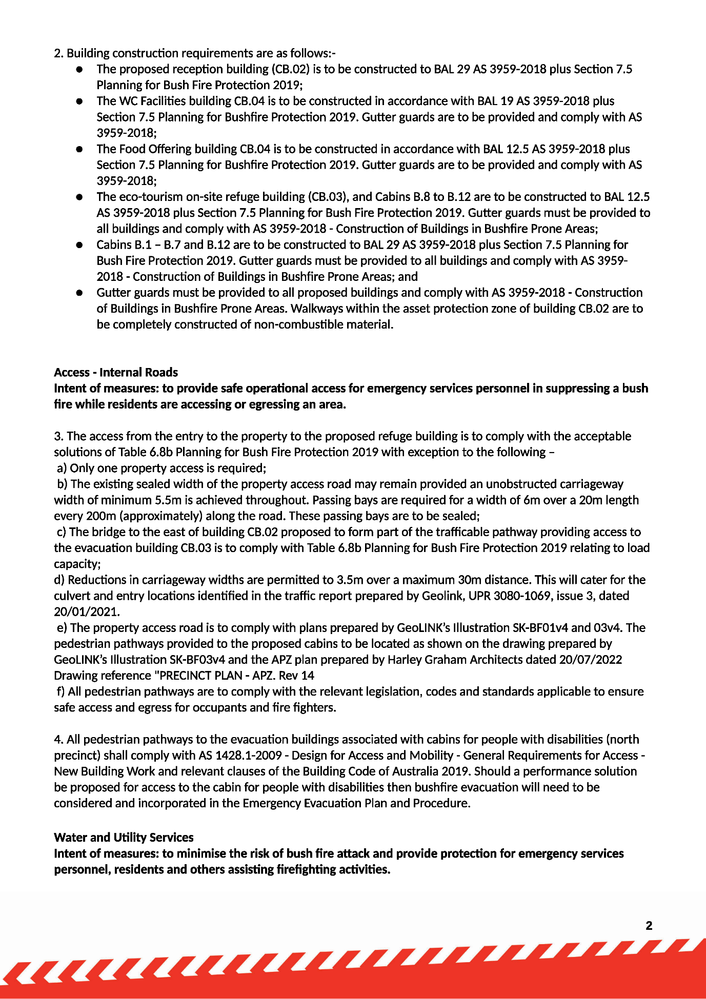 2. Building construction requirements are as follows:-
● The proposed reception building (CB.02) is to be constructed to BAL 29 AS 3959-2018 plus Section 7.5
Planning for Bush Fire Protection 2019;
● The WC Facilities building CB.04 is to be constructed in accordance with BAL 19 AS 3959-2018 plus
Section 7.5 Planning for Bushfire Protection 2019. Gutter guards are to be provided and comply with AS
3959-2018;
● The Food Offering building CB.04 is to be constructed in accordance with BAL 12.5 AS 3959-2018 plus
Section 7.5 Planning for Bushfire Protection 2019. Gutter guards are to be provided and comply with AS
3959-2018;
● The eco-tourism on-site refuge building (CB.03), and Cabins B.8 to B.12 are to be constructed to BAL 12.5
AS 3959-2018 plus Section 7.5 Planning for Bush Fire Protection 2019. Gutter guards must be provided to
all buildings and comply with AS 3959-2018 - Construction of Buildings in Bushfire Prone Areas;
● Cabins B.1 – B.7 and B.12 are to be constructed to BAL 29 AS 3959-2018 plus Section 7.5 Planning for
Bush Fire Protection 2019. Gutter guards must be provided to all buildings and comply with AS 3959-
2018 - Construction of Buildings in Bushfire Prone Areas; and
● Gutter guards must be provided to all proposed buildings and comply with AS 3959-2018 - Construction
of Buildings in Bushfire Prone Areas. Walkways within the asset protection zone of building CB.02 are to
be completely constructed of non-combustible material.
Access - Internal Roads
Intent of measures: to provide safe operational access for emergency services personnel in suppressing a bush
fire while residents are accessing or egressing an area.
3. The access from the entry to the property to the proposed refuge building is to comply with the acceptable
solutions of Table 6.8b Planning for Bush Fire Protection 2019 with exception to the following –
a) Only one property access is required;
b) The existing sealed width of the property access road may remain provided an unobstructed carriageway
width of minimum 5.5m is achieved throughout. Passing bays are required for a width of 6m over a 20m length
every 200m (approximately) along the road. These passing bays are to be sealed;
c) The bridge to the east of building CB.02 proposed to form part of the trafficable pathway providing access to
the evacuation building CB.03 is to comply with Table 6.8b Planning for Bush Fire Protection 2019 relating to load
capacity;
d) Reductions in carriageway widths are permitted to 3.5m over a maximum 30m distance. This will cater for the
culvert and entry locations identified in the traffic report prepared by Geolink, UPR 3080-1069, issue 3, dated
20/01/2021.
e) The property access road is to comply with plans prepared by GeoLINK’s Illustration SK-BF01v4 and 03v4. The
pedestrian pathways provided to the proposed cabins to be located as shown on the drawing prepared by
GeoLINK’s Illustration SK-BF03v4 and the APZ plan prepared by Harley Graham Architects dated 20/07/2022
Drawing reference "PRECINCT PLAN - APZ. Rev 14
f) All pedestrian pathways are to comply with the relevant legislation, codes and standards applicable to ensure
safe access and egress for occupants and fire fighters.
4. All pedestrian pathways to the evacuation buildings associated with cabins for people with disabilities (north
precinct) shall comply with AS 1428.1-2009 - Design for Access and Mobility - General Requirements for Access -
New Building Work and relevant clauses of the Building Code of Australia 2019. Should a performance solution
be proposed for access to the cabin for people with disabilities then bushfire evacuation will need to be
considered and incorporated in the Emergency Evacuation Plan and Procedure.
Water and Utility Services
Intent of measures: to minimise the risk of bush fire attack and provide protection for emergency services
personnel, residents and others assisting firefighting activities.
2